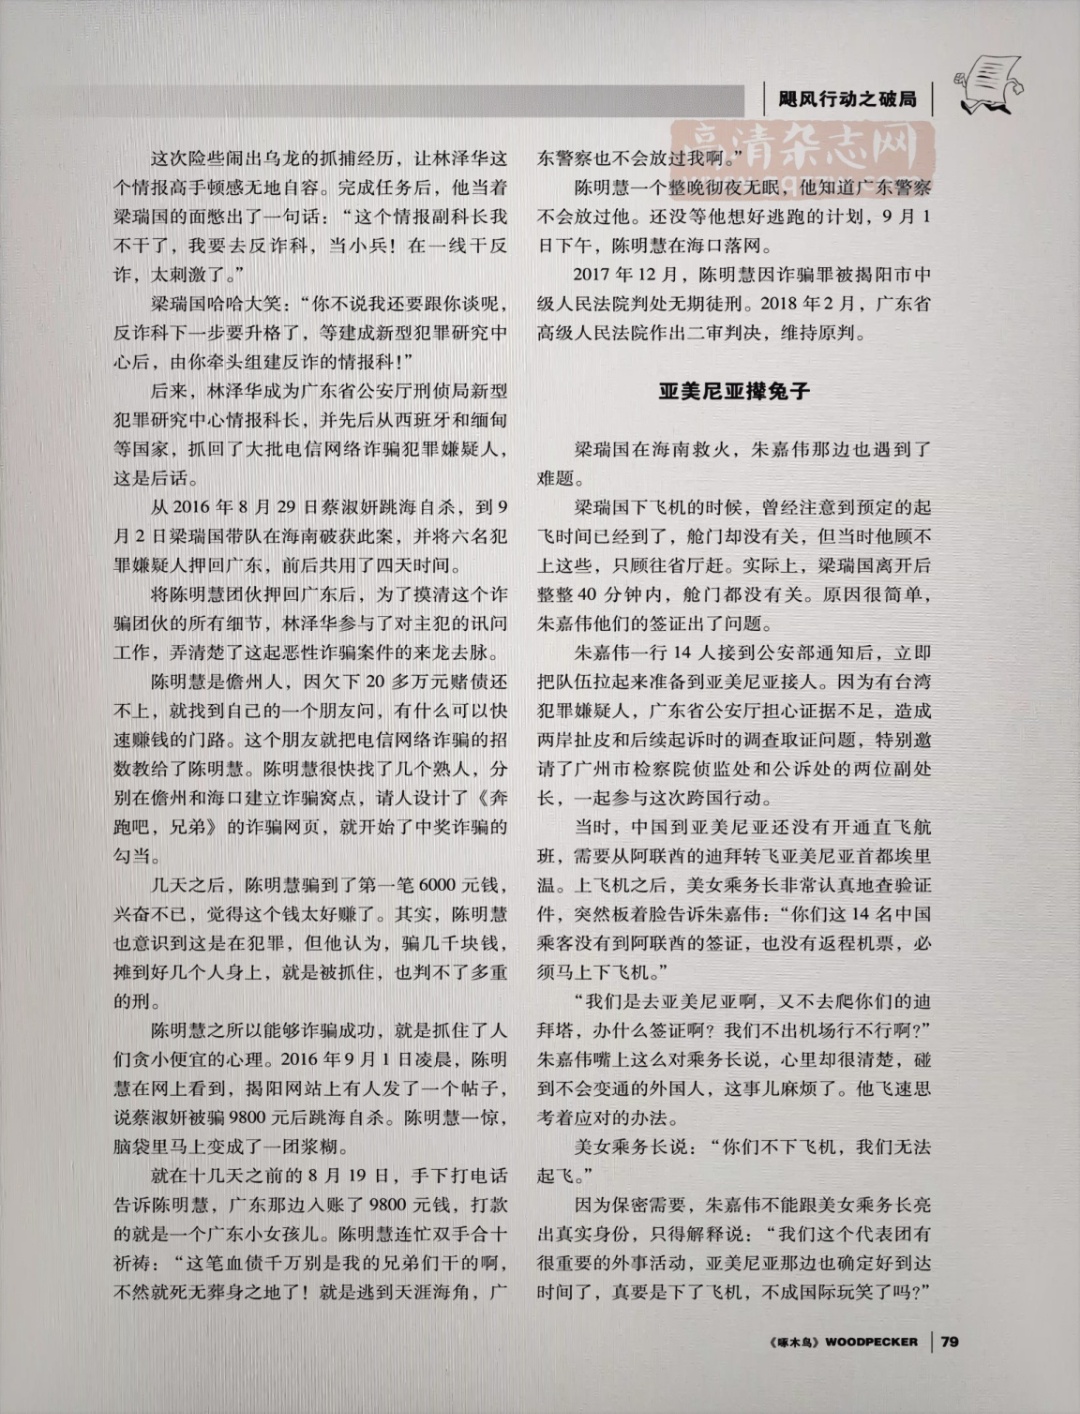 飓风行动之破局
高清杂志网
这次险些闹出乌龙的抓捕经历，让林泽华这
个情报高手顿感无地自容。完成任务后，他当着
梁瑞国的面憋出了一句话：“这个情报副科长我
不干了，我要去反诈科，当小兵！在一线干反
诈，太刺激了。”
梁瑞国哈哈大笑：“你不说我还要跟你谈呢，
反诈科下一步要升格了，等建成新型犯罪研究中
心后，由你牵头组建反诈的情报科！”
后来，林泽华成为广东省公安厅刑侦局新型
犯罪研究中心情报科长，并先后从西班牙和缅甸
等国家，抓回了大批电信网络诈骗犯罪嫌疑人，
这是后话。
从 2016 年 8 月 29 日蔡淑妍跳海自杀，到 9
月 2 日梁瑞国带队在海南破获此案，并将六名犯
罪嫌疑人押回广东，前后共用了四天时间。
将陈明慧团伙押回广东后，为了摸清这个诈
骗团伙的所有细节，林泽华参与了对主犯的讯问
工作，弄清楚了这起恶性诈骗案件的来龙去脉。
陈明慧是儋州人，因欠下 20 多万元赌债还
不上，就找到自己的一个朋友问，有什么可以快
速赚钱的门路。这个朋友就把电信网络诈骗的招
数教给了陈明慧。陈明慧很快找了几个熟人，分
别在儋州和海口建立诈骗窝点，请人设计了《奔
跑吧，兄弟》的诈骗网页，就开始了中奖诈骗的
勾当。
几天之后，陈明慧骗到了第一笔 6000 元钱，
兴奋不已，觉得这个钱太好赚了。其实，陈明慧
也意识到这是在犯罪，但他认为，骗几千块钱，
摊到好几个人身上，就是被抓住，也判不了多重
的刑。
陈明慧之所以能够诈骗成功，就是抓住了人
们贪小便宜的心理。2016 年 9 月 1 日凌晨，陈明
慧在网上看到，揭阳网站上有人发了一个帖子，
说蔡淑妍被骗 9800 元后跳海自杀。陈明慧一惊，
脑袋里马上变成了一团浆糊。
就在十几天之前的 8 月 19 日，手下打电话
告诉陈明慧，广东那边入账了 9800 元钱，打款
的就是一个广东小女孩儿。陈明慧连忙双手合十
祈祷：“这笔血债千万别是我的兄弟们干的啊，
不然就死无葬身之地了！就是逃到天涯海角，广
东警察也不会放过我啊。”
陈明慧一个整晚彻夜无眠，他知道广东警察
不会放过他。还没等他想好逃跑的计划，9 月 1
日下午，陈明慧在海口落网。
2017 年 12 月，陈明慧因诈骗罪被揭阳市中
级人民法院判处无期徒刑。2018 年 2 月，广东省
高级人民法院作出二审判决，维持原判。
亚美尼亚撵兔子
梁瑞国在海南救火，朱嘉伟那边也遇到了
难题。
梁瑞国下飞机的时候，曾经注意到预定的起
飞时间已经到了，舱门却没有关，但当时他顾不
上这些，只顾往省厅赶。实际上，梁瑞国离开后
整整 40 分钟内，舱门都没有关。原因很简单，
朱嘉伟他们的签证出了问题。
朱嘉伟一行 14 人接到公安部通知后，立即
把队伍拉起来准备到亚美尼亚接人。因为有台湾
犯罪嫌疑人，广东省公安厅担心证据不足，造成
两岸扯皮和后续起诉时的调查取证问题，特别邀
请了广州市检察院侦监处和公诉处的两位副处
长，一起参与这次跨国行动。
当时，中国到亚美尼亚还没有开通直飞航
班，需要从阿联酋的迪拜转飞亚美尼亚首都埃里
温。上飞机之后，美女乘务长非常认真地查验证
件，突然板着脸告诉朱嘉伟：“你们这 14 名中国
乘客没有到阿联酋的签证，也没有返程机票，必
须马上下飞机。”
“我们是去亚美尼亚啊，又不去爬你们的迪
拜塔，办什么签证啊？我们不出机场行不行啊？”
朱嘉伟嘴上这么对乘务长说，心里却很清楚，碰
到不会变通的外国人，这事儿麻烦了。他飞速思
考着应对的办法。
美女乘务长说：“你们不下飞机，我们无法
起飞。”
因为保密需要，朱嘉伟不能跟美女乘务长亮
出真实身份，只得解释说：“我们这个代表团有
很重要的外事活动，亚美尼亚那边也确定好到达
时间了，真要是下了飞机，不成国际玩笑了吗？”
《啄木鸟》WOODPECKER 79